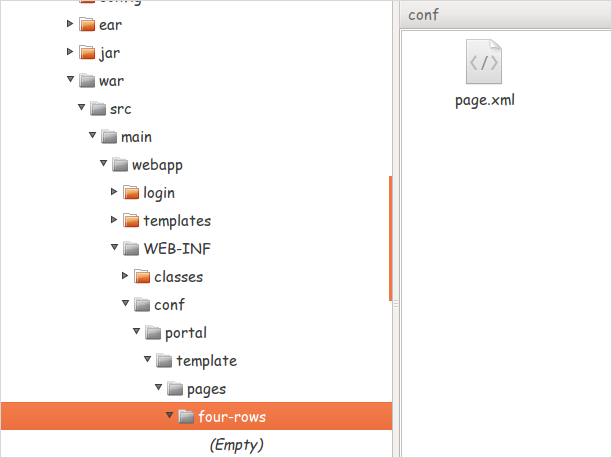 config
ear
jar
war
src
main
webapp
login
templates
WEB-INF
classes
conf
portal
template
pages
four-rows
(Empty)
conf
page.xml